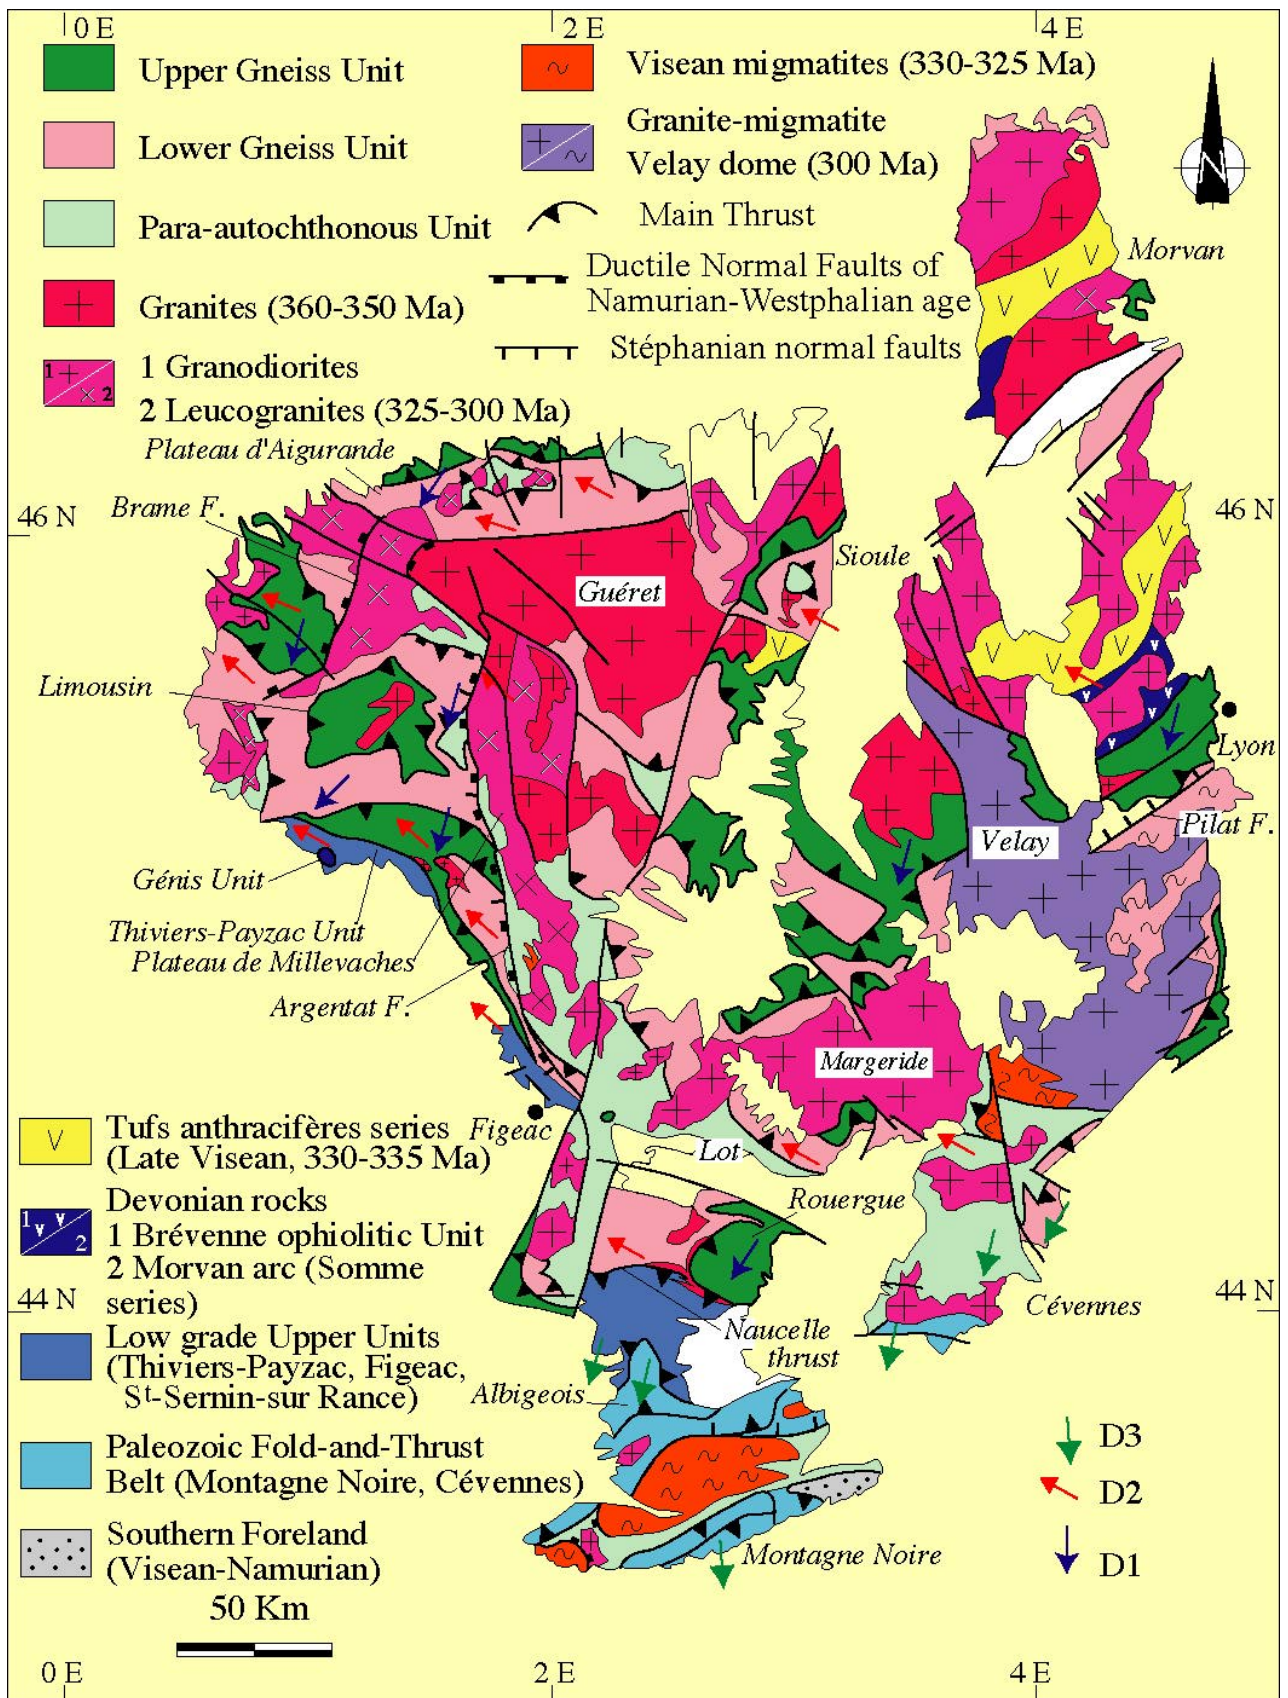 0 E
2 E
4 E
Upper Gneiss Unit
Lower Gneiss Unit
Para-autochthonous Unit
Granites (360-350 Ma)
1
2
1 Granodiorites
2 Leucogranites (325-300 Ma)
Visean migmatites (330-325 Ma)
Granite-migmatite
Velay dome (300 Ma)
Main Thrust
Ductile Normal Faults of
Namurian-Westphalian age
Stéphanian normal faults
N
Morvan
Plateau d'Aigurande
Brame F.
46 N
46 N
Sioule
Guéret
Limousin
Lyon
Pilat F.
Velay
Génis Unit
Thiviers-Payzac Unit
Plateau de Millevaches
Argentat F.
Margeride
Figeac
Lot
Rouergue
Tufs anthracifères series
(Late Visean, 330-335 Ma)
1
2
Devonian rocks
1 Brévenne ophiolitic Unit
2 Morvan arc (Somme
series)
44 N
44 N
Cévennes
Naucelle
thrust
Low grade Upper Units
(Thiviers-Payzac, Figeac,
St-Sernin-sur Rance)
Albigeois
Paleozoic Fold-and-Thrust
Belt (Montagne Noire, Cévennes)
D3
D2
D1
Southern Foreland
(Visean-Namurian)
Montagne Noire
50 Km
0 E
2 E
4 E